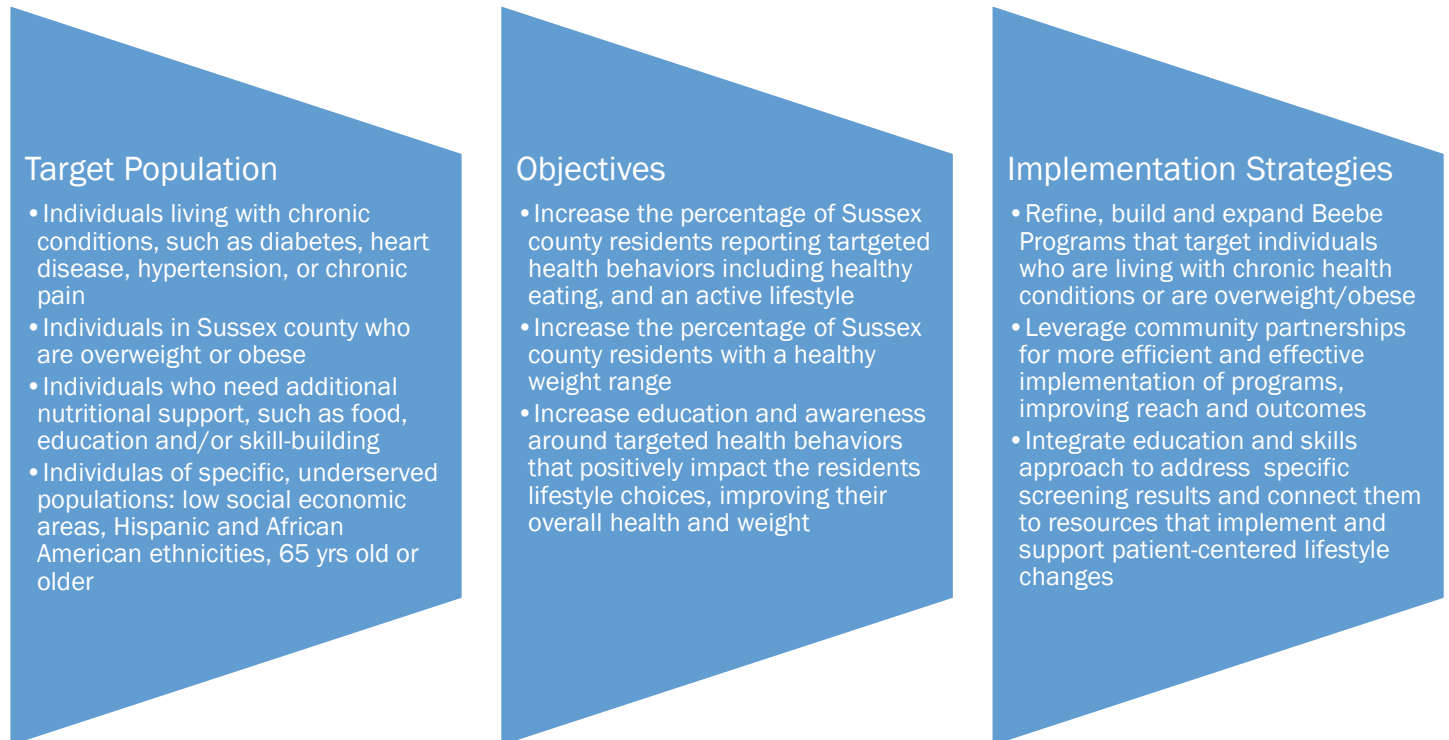 Target Population
•Individuals living with chronic
conditions, such as diabetes, heart
disease, hypertension, or chronic
pain
•Individuals in Sussex county who
are overweight or obese
•Individuals who need additional
nutritional support, such as food,
education and/or skill-building
•Individulas of specific, underserved
populations: low social economic
areas, Hispanic and African
American ethnicities, 65 yrs old or
older
Objectives
•Increase the percentage of Sussex
county residents reporting tartgeted
health behaviors including healthy
eating, and an active lifestyle
•Increase the percentage of Sussex
county residents with a healthy
weight range
•Increase education and awareness
around targeted health behaviors
that positively impact the residents
lifestyle choices, improving their
overall health and weight
Implementation Strategies
•Refine, build and expand Beebe
Programs that target individuals
who are living with chronic health
conditions or are overweight/obese
•Leverage community partnerships
for more efficient and effective
implementation of programs,
improving reach and outcomes
•Integrate education and skills
approach to address specific
screening results and connect them
to resources that implement and
support patient-centered lifestyle
changes